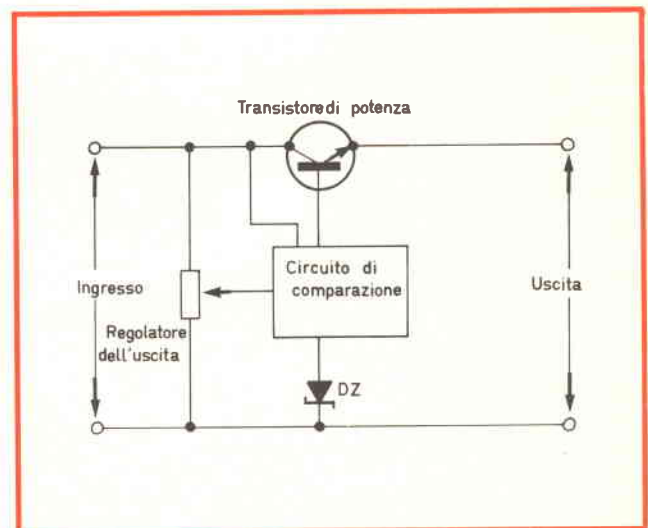 Transistore di potenza
Ingresso
Regolatore
dell'uscita
Circuito di
comparazione
Uscita
DZ